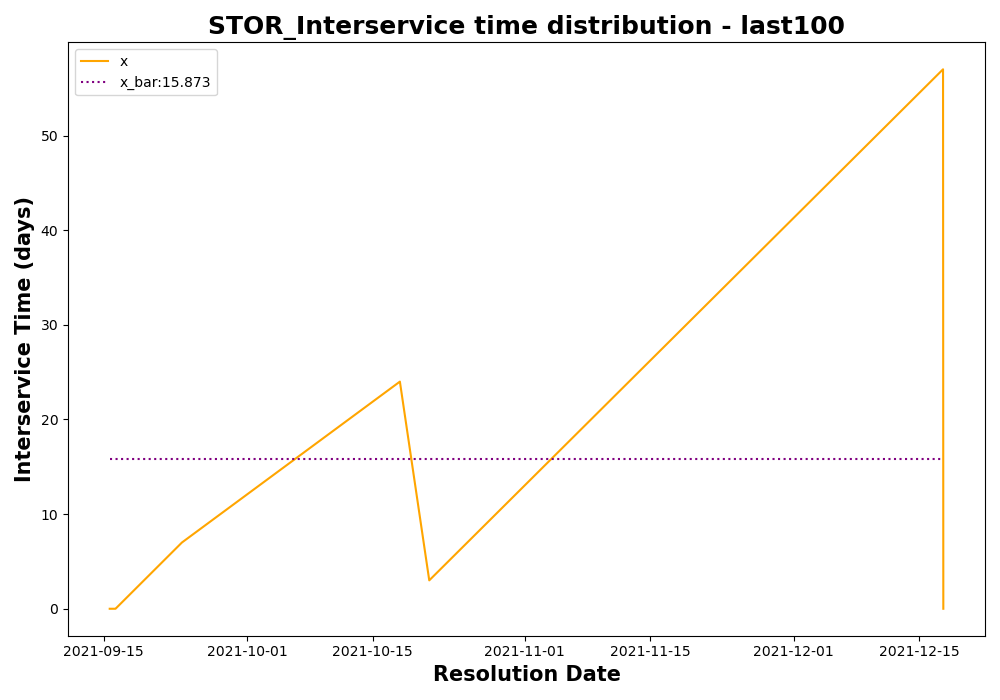 STOR_Interservice time distribution - last100
x
x_bar:15.873
Interservice Time (days)
50
40
30
20
10
0
2021-09-15 2021-10-01 2021-10-15 2021-11-01 2021-11-15 2021-12-01 2021-12-15
Resolution Date